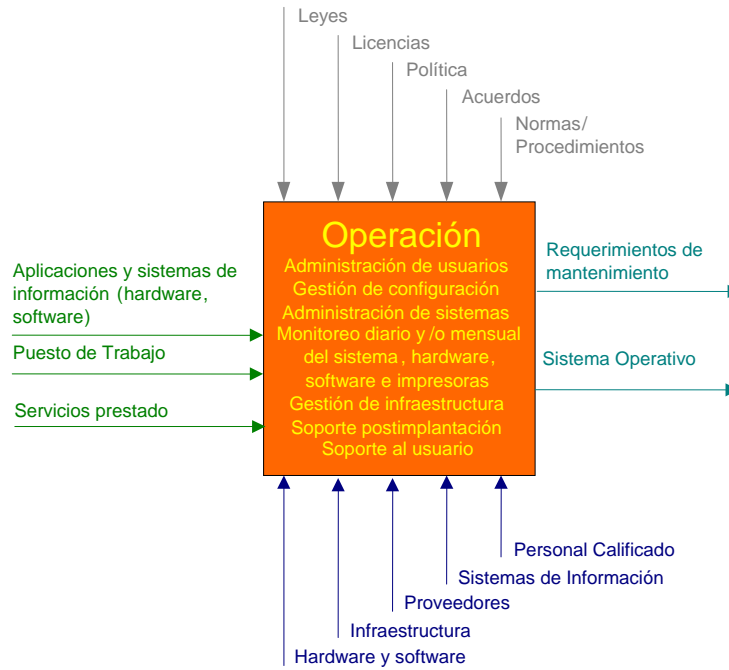 Leyes
Licencias
Política
Acuerdos
Normas/
Procedimientos
Operación
Administración de usuarios
Gestión de configuración
Administración de sistemas
Monitoreo diario y /o mensual
del sistema, hardware,
software e impresoras
Gestión de infraestructura
Soporte postimplantación
Soporte al usuario
Aplicaciones y sistemas de
información (hardware,
software)
Puesto de Trabajo
Servicios prestado
Requerimientos de
mantenimiento
Sistema Operativo
Personal Calificado
Sistemas de Información
Proveedores
Infraestructura
Hardware y software